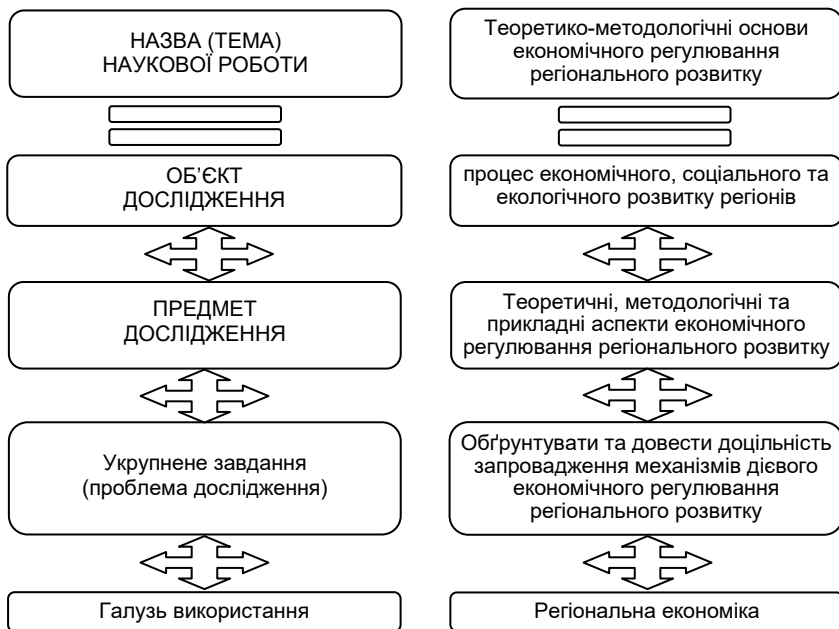 НАЗВА (ТЕМА)
НАУКОВОЇ РОБОТИ
Теоретико-методологічні основи
економічного регулювання
регіонального розвитку
ОБ’ЄКТ
ДОСЛІДЖЕННЯ
процес економічного, соціального та
екологічного розвитку регіонів
ПРЕДМЕТ
ДОСЛІДЖЕННЯ
Теоретичні, методологічні та
прикладні аспекти економічного
регулювання регіонального розвитку
Укрупнене завдання
(проблема дослідження)
Обґрунтувати та довести доцільність
запровадження механізмів дієвого
економічного регулювання
регіонального розвитку
Галузь використання
Регіональна економіка